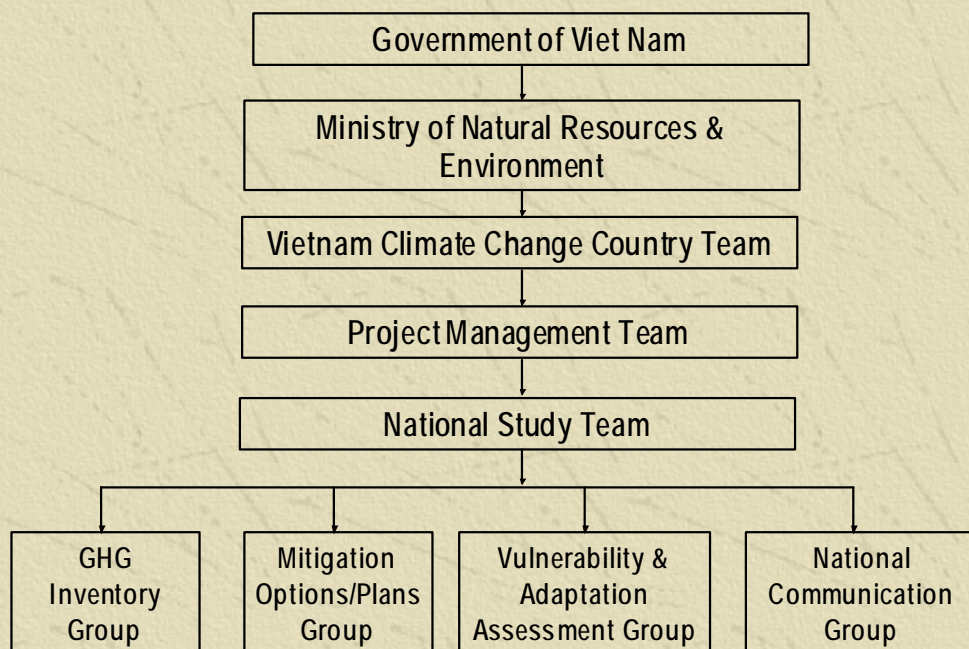 Government of Viet Nam
Ministry of Natural Resources &
Environment
Vietnam Climate Change Country Team
Project Management Team
National Study Team
GHG
Inventory
Group
Mitigation
Options/Plans
Group
Vulnerability &
Adaptation
Assessment Group
National
Communication
Group